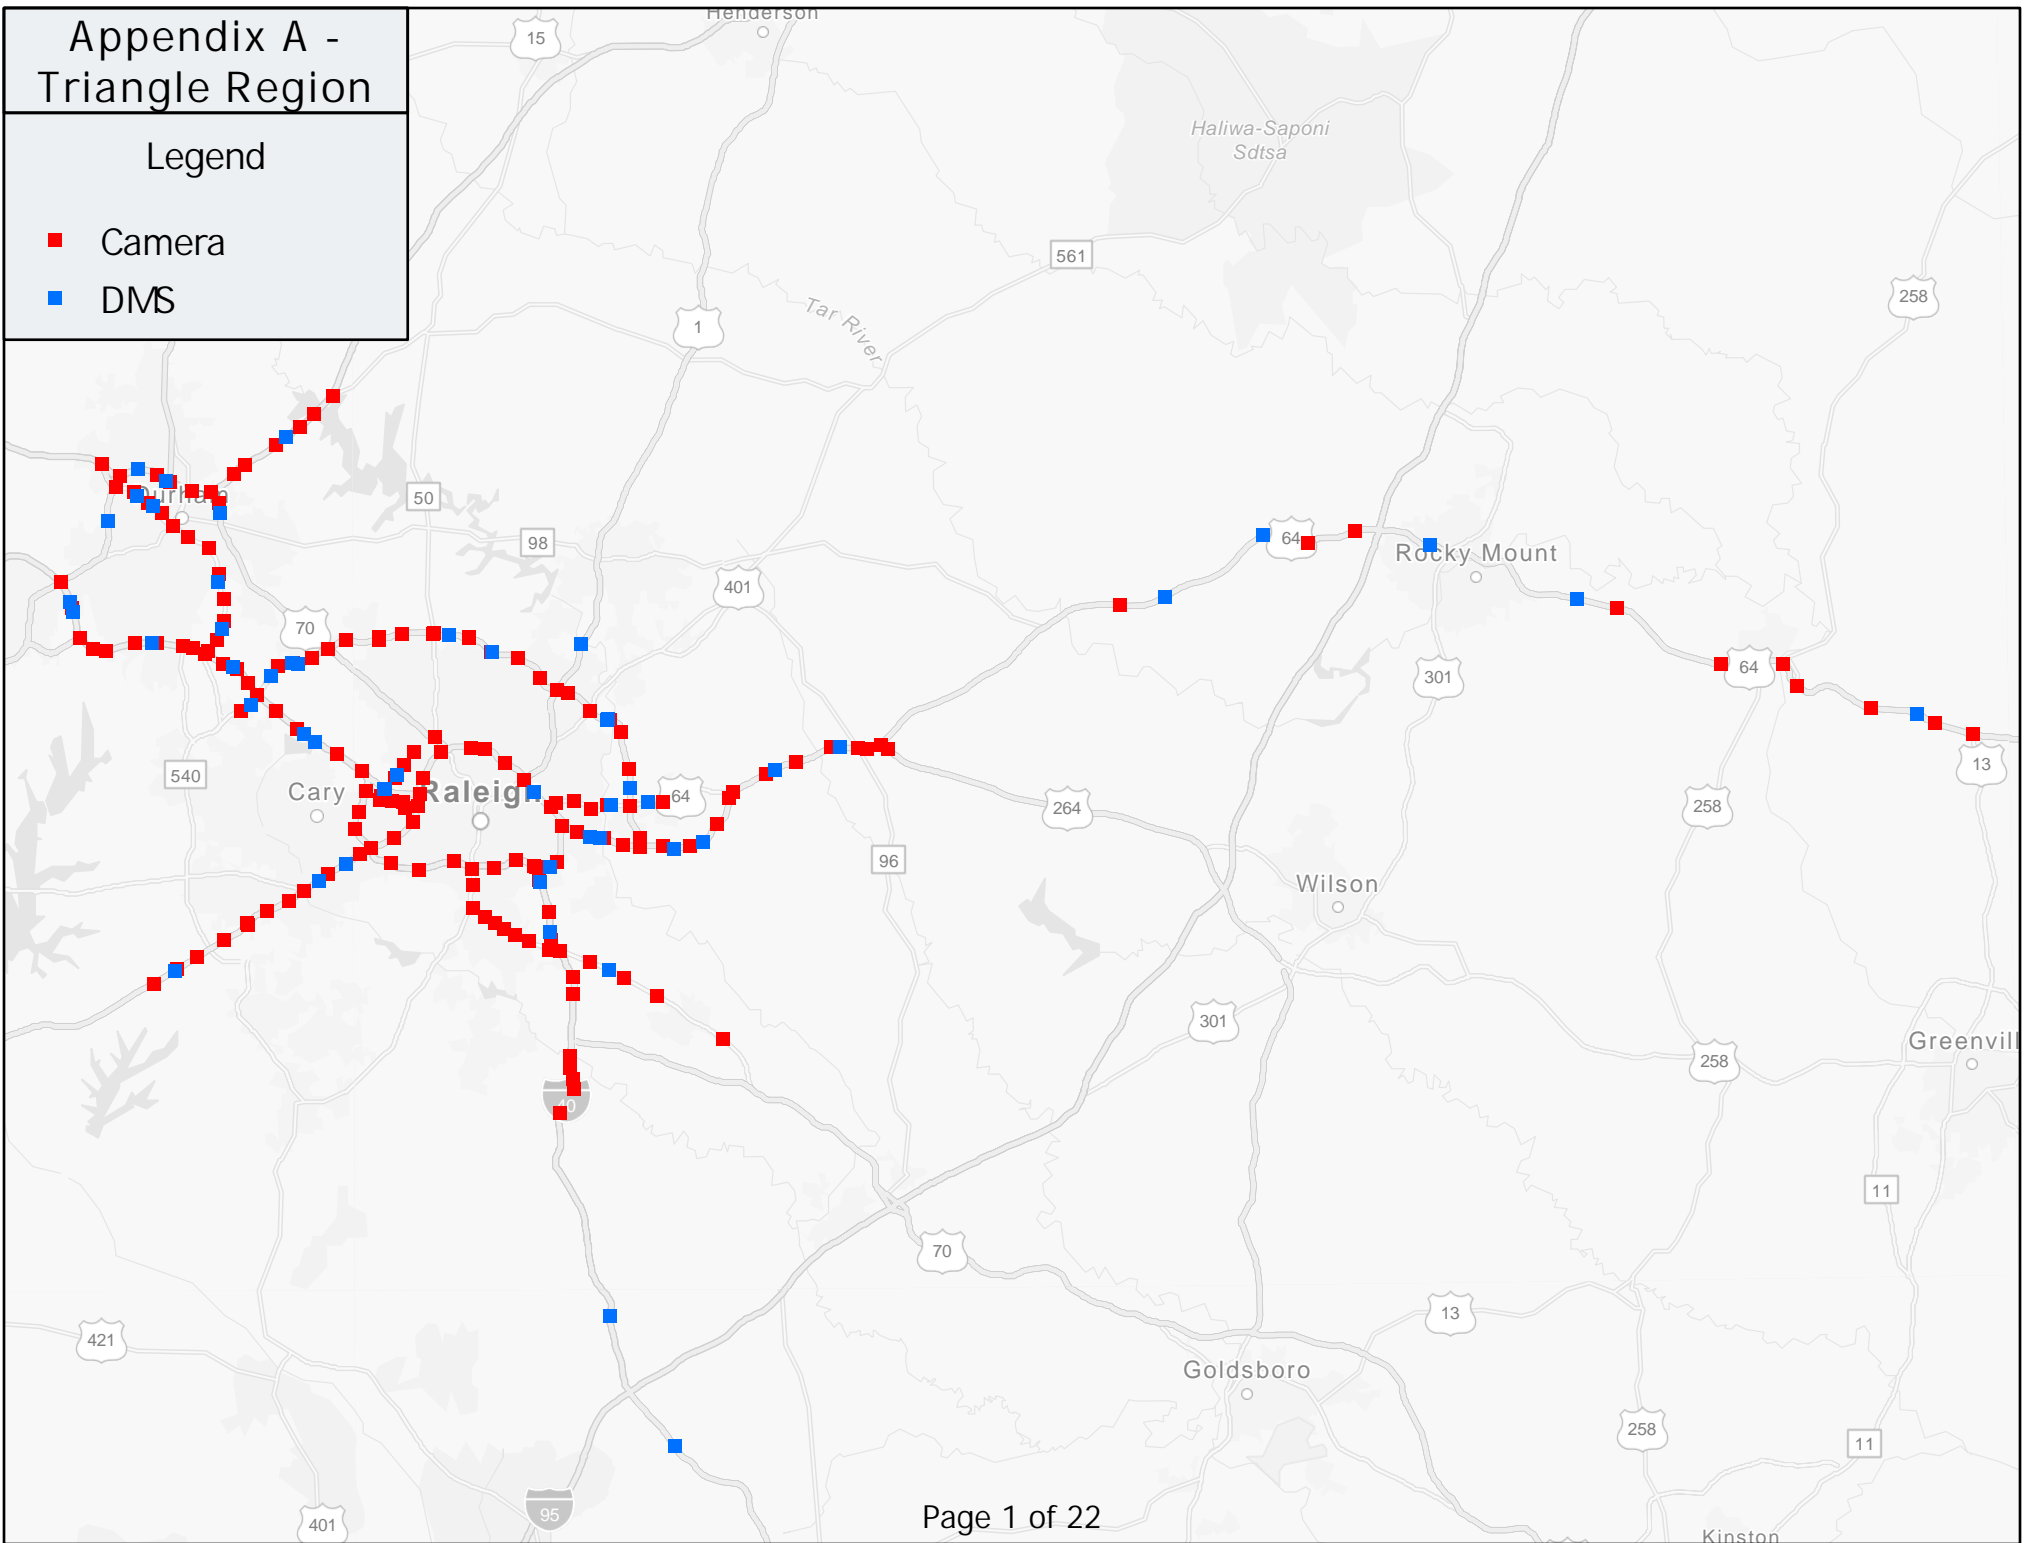 Appendix A -
Triangle Region
Legend
Camera
DMS
Henderson
15
Haliwa-Saponi
Sdtsa
561
258
Tar River
1
Durham
50
98
64
Rocky Mount
401
70
301
64
13
540
Cary
Raleigh
64
264
258
96
Wilson
301
Greenvill
258
40
11
70
13
421
Goldsboro
258
11
95
401
Page 1 of 22
Kinston